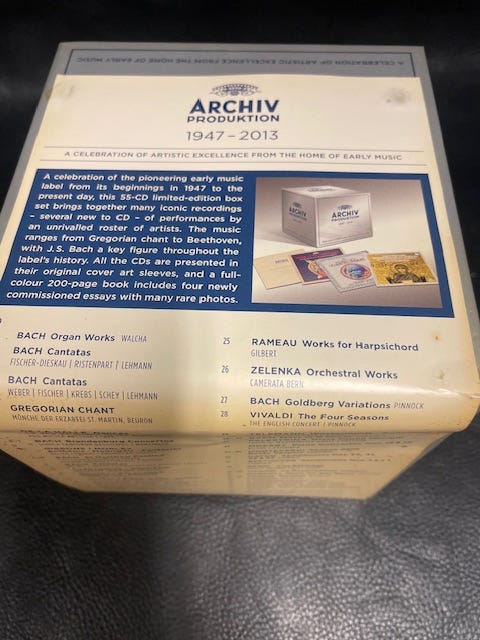 A CELEBRATION OF ARTISTIC EXCELLENCE FROM THE HOME OF EARLY MUSIC
ARCHIV
PRODUKTION
1947 – 2013
A CELEBRATION OF ARTISTIC EXCELLENCE FROM THE HOME OF EARLY MUSIC
A celebration of the pioneering early music
label from its beginnings in 1947 to the
present day, this 55-CD limited-edition box
set brings together many iconic recordings
– several new to CD – of performances by
an unrivalled roster of artists. The music
ranges from Gregorian chant to Beethoven,
with J.S. Bach a key figure throughout the
label's history. All the CDs are presented in
their original cover art sleeves, and a full-
colour 200-page book includes four newly
commissioned essays with many rare photos.
ARCHIV
PRODUKTION
BACH Organ Works WALCHA
BACH Cantatas
FISCHER-DIESKAU | RISTENPART | LEHMANN
BACH Cantatas
WEBER | FISCHER | KREBS | SCHEY | LEHMANN
GREGORIAN CHANT
MÖNCHE DER ERZABTEI ST. MARTIN, BEURON
25 RAMEAU Works for Harpsichord
GILBERT
26 ZELENKA Orchestral Works
CAMERATA BERN
27 BACH Goldberg Variations PINNOCK
28 VIVALDI The Four Seasons
THE ENGLISH CONCERT | PINNOCK
BACH Brandenburg Concertos